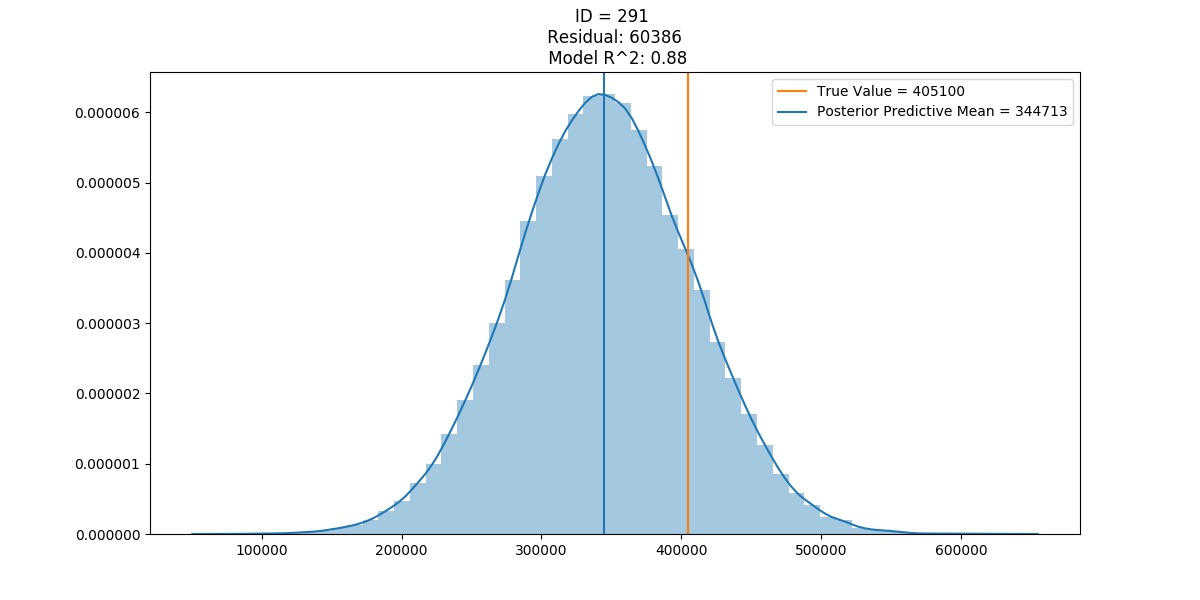 ID = 291
Residual: 60386
Model R^2: 0.88
True Value = 405100
Posterior Predictive Mean = 344713
0.000006
0.000005
0.000004
0.000003
0.000002
0.000001
0.000000
100000 200000 300000 400000 500000 600000